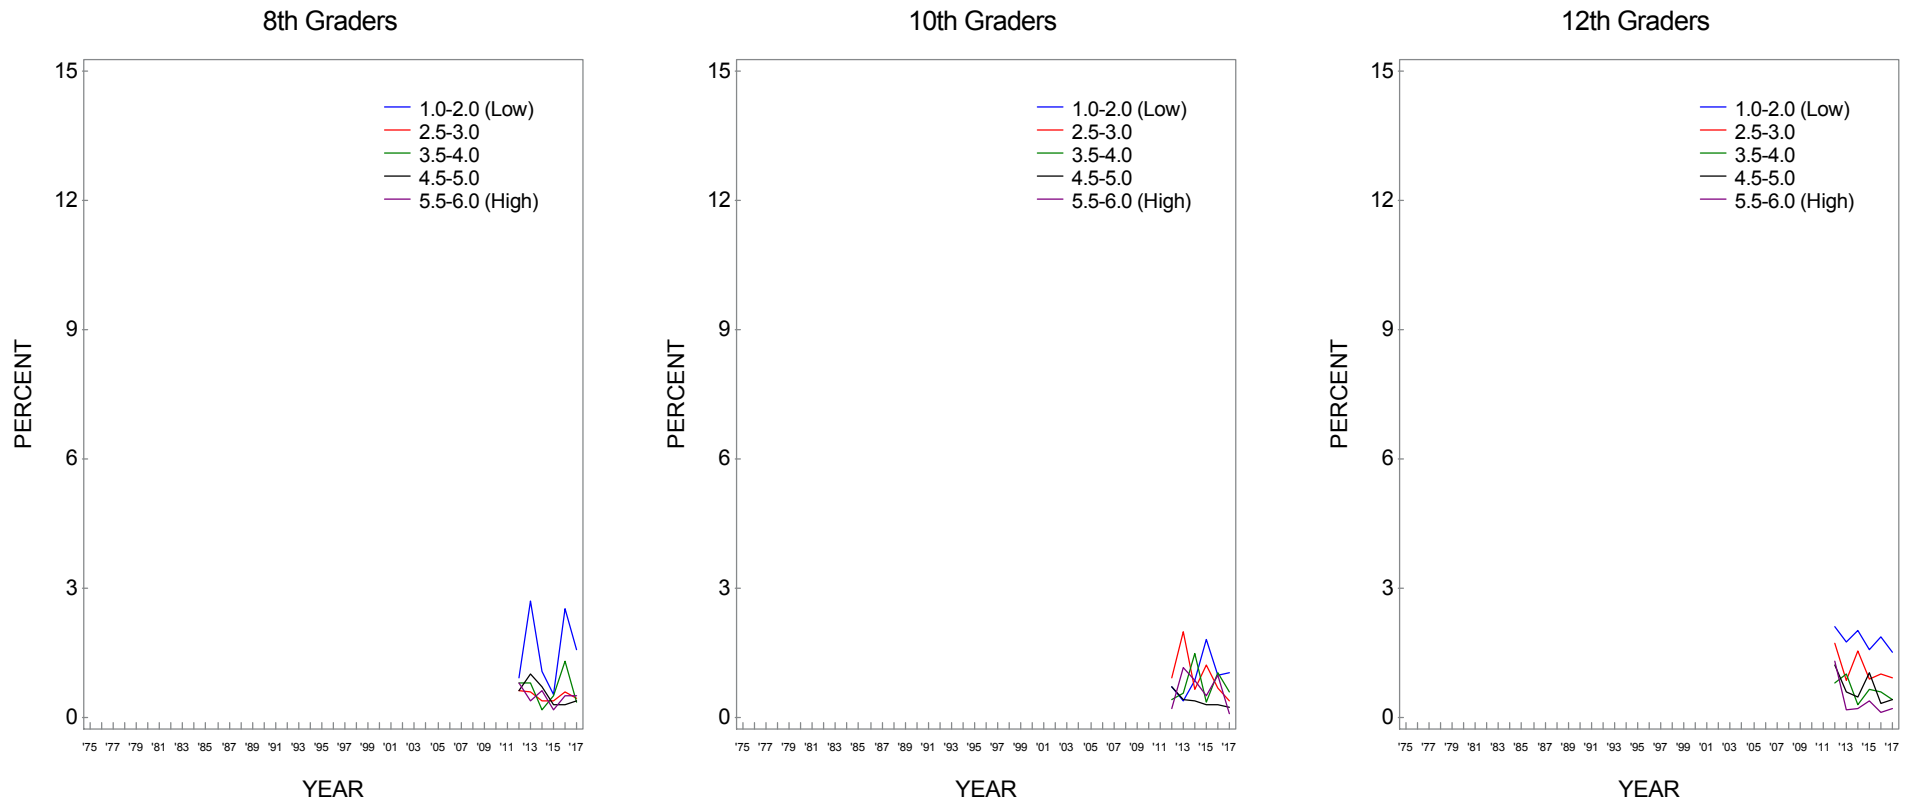 8th Graders
15
12
9
6
3
0
PERCENT
1.0-2.0 (Low)
2.5-3.0
3.5-4.0
4.5-5.0
5.5-6.0 (High)
'75 '77 '79 '81 '83 '85 '87 '89 '91 '93 '95 '97 '99 '01 '03 '05 '07 '09 '11 '13 '15 '17
YEAR
10th Graders
15
12
9
6
3
0
PERCENT
1.0-2.0 (Low)
2.5-3.0
3.5-4.0
4.5-5.0
5.5-6.0 (High)
'75 '77 '79 '81 '83 '85 '87 '89 '91 '93 '95 '97 '99 '01 '03 '05 '07 '09 '11 '13 '15 '17
YEAR
12th Graders
15
12
9
6
3
0
PERCENT
1.0-2.0 (Low)
2.5-3.0
3.5-4.0
4.5-5.0
5.5-6.0 (High)
'75 '77 '79 '81 '83 '85 '87 '89 '91 '93 '95 '97 '99 '01 '03 '05 '07 '09 '11 '13 '15 '17
YEAR